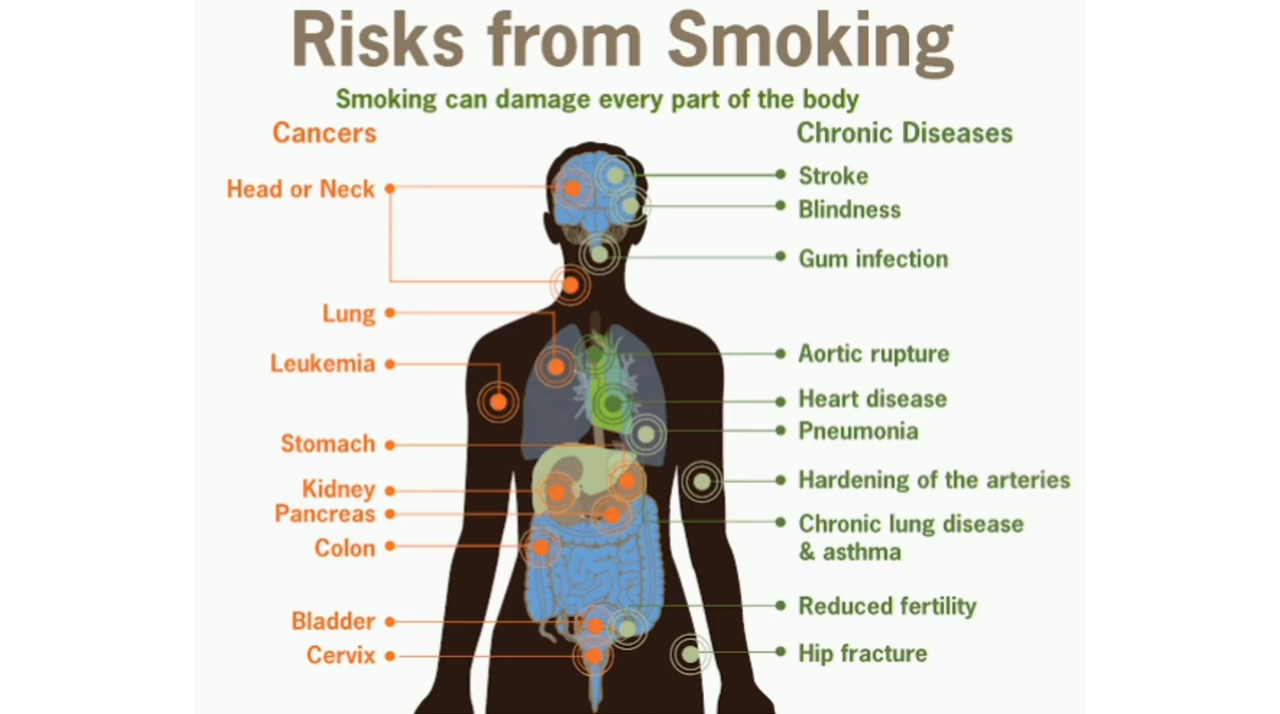 Risks from Smoking
Smoking can damage every part of the body
Cancers
Head or Neck
Lung
Leukemia
Stomach
Kidney
Pancreas
Colon
Bladder
Cervix
Chronic Diseases
Stroke
Blindness
Gum infection
Aortic rupture
Heart disease
Pneumonia
Hardening of the arteries
Chronic lung disease
& asthma
Reduced fertility
Hip fracture